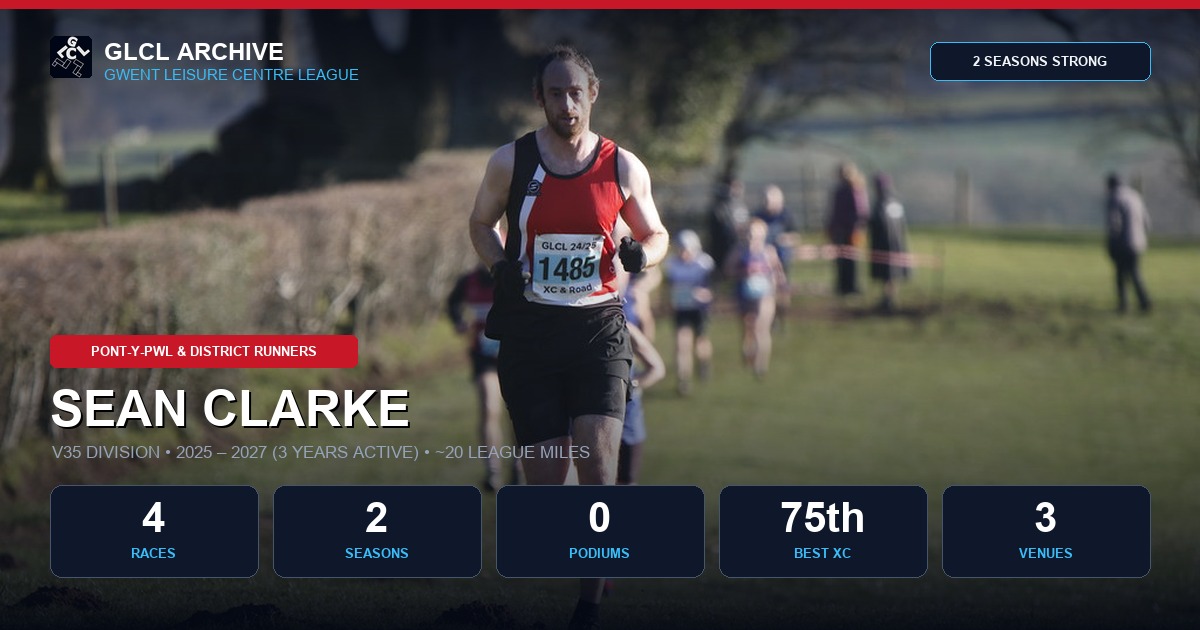 GLCL ARCHIVE
GWENT LEISURE CENTRE LEAGUE
2 SEASONS STRONG
GLCL 24/25
1485
XC & Road
PONT-Y-PWL & DISTRICT RUNNERS
SEAN CLARKE
V35 DIVISION • 2025 – 2027 (3 YEARS ACTIVE) • ~20 LEAGUE MILES
4
RACES
2
SEASONS
0
PODIUMS
75th
BEST XC
3
VENUES